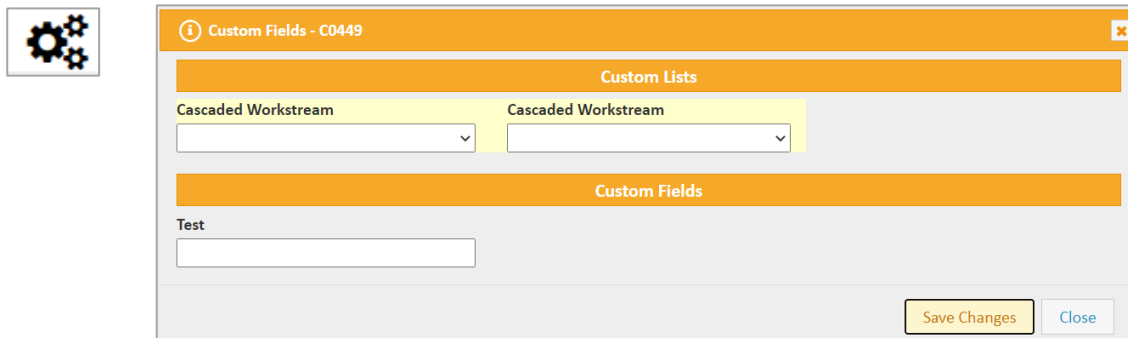 Custom Fields - C0449
Custom Lists
Cascaded Workstream Cascaded Workstream
Custom Fields
Test
Save Changes Close